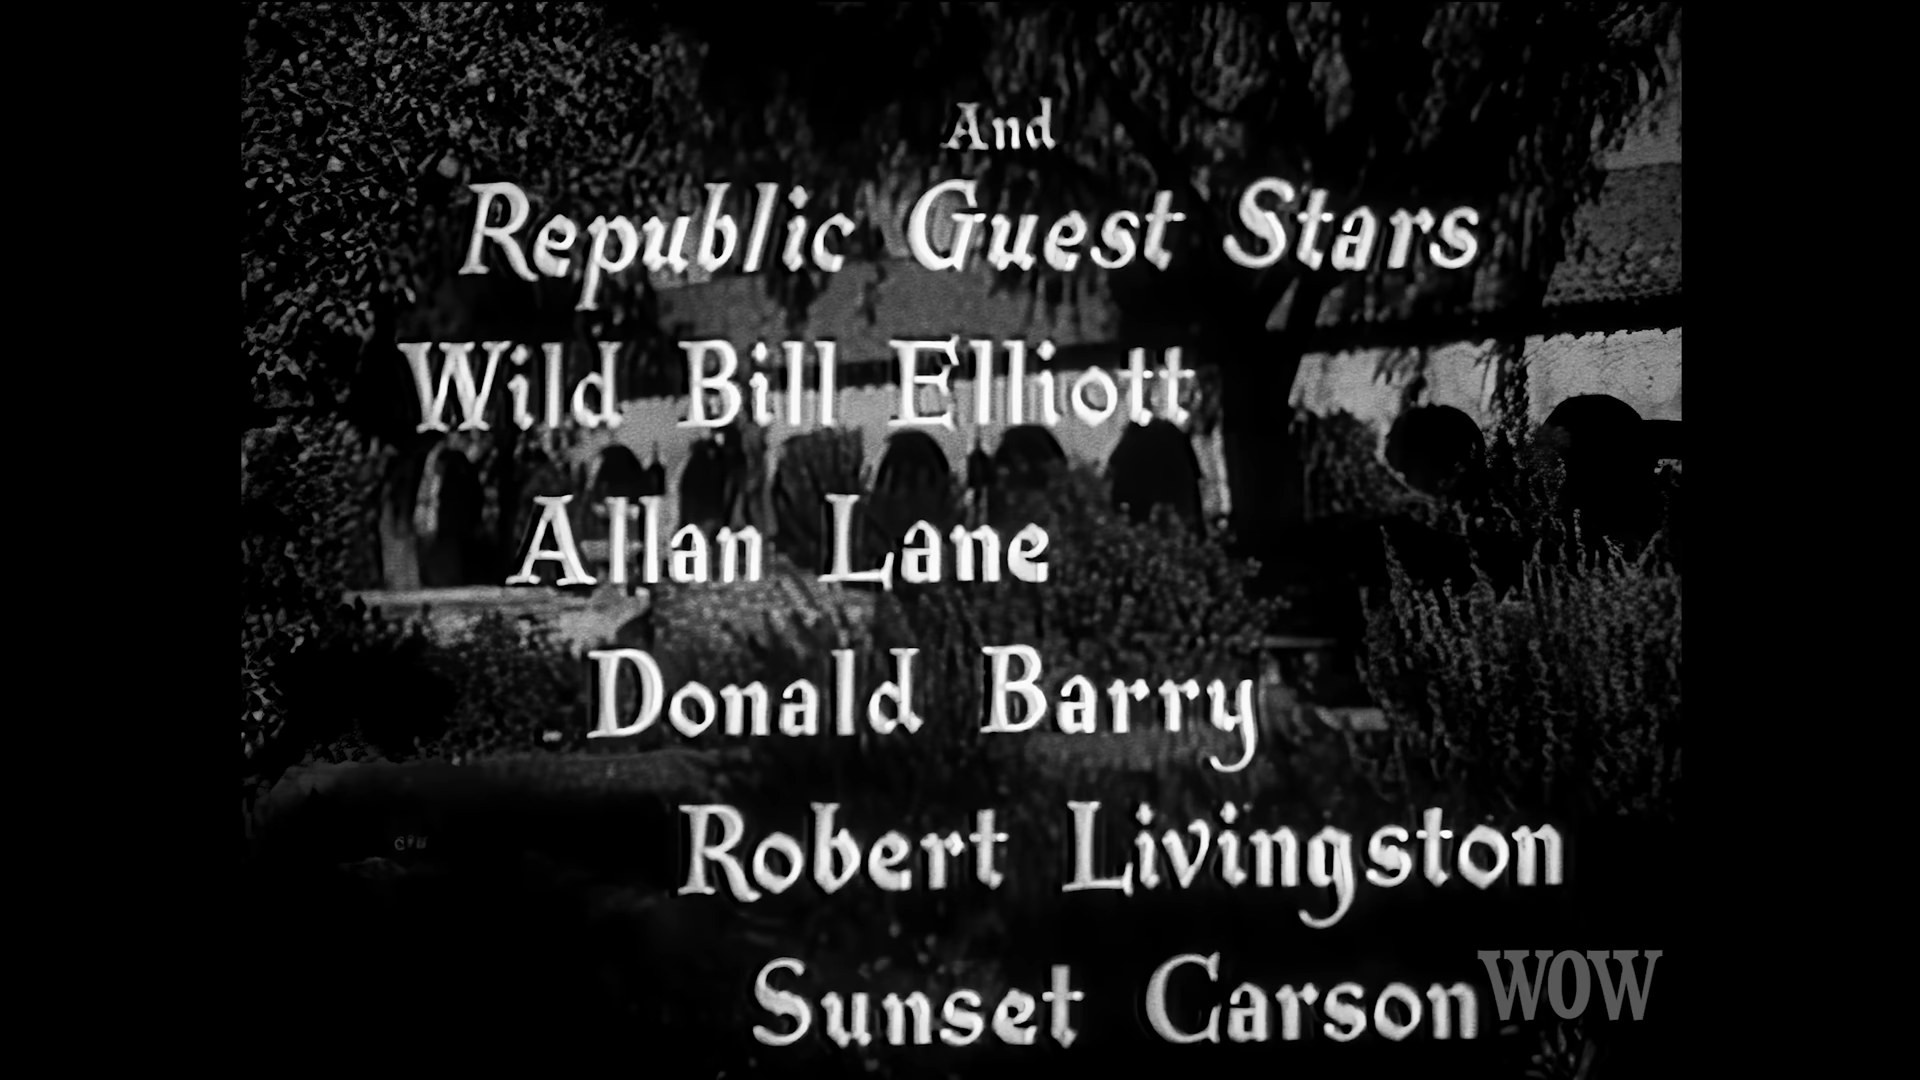 And
Republic Guest Stars
Wild Bill Elliott
Allan Lane
Donald Barry
Robert Livingston
Sunset Carson
WOW